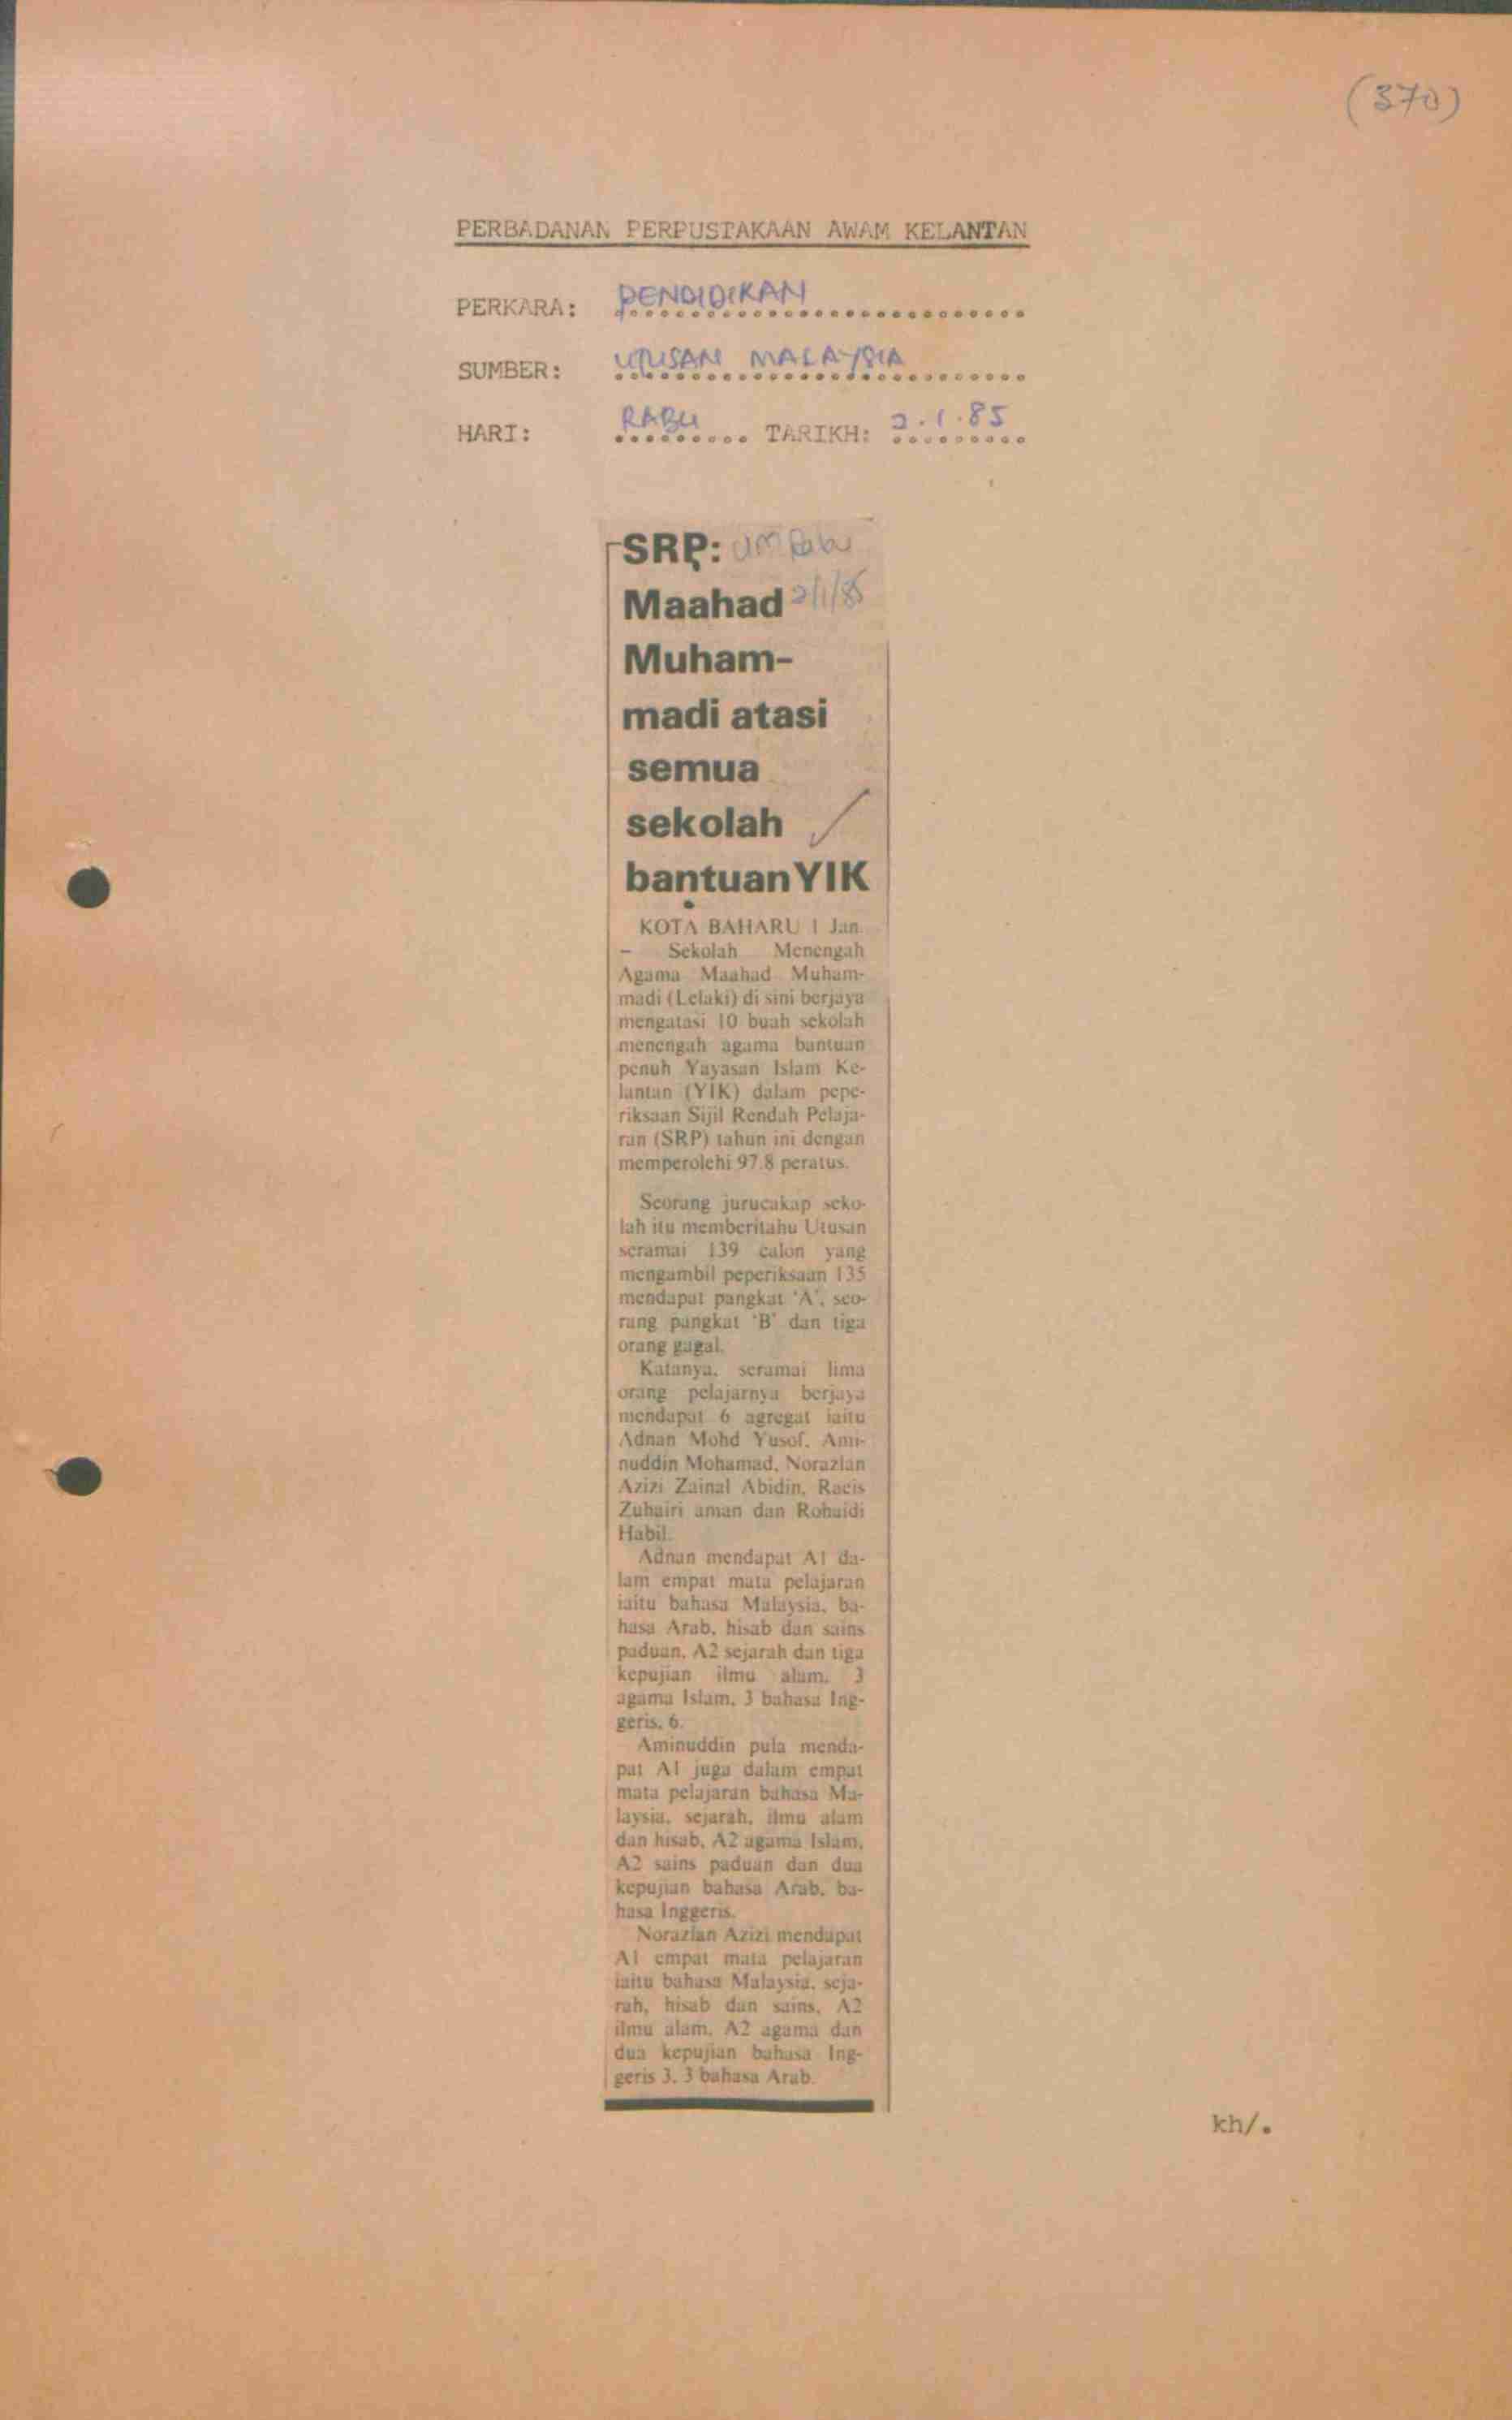 (370)
PERBADANAN PERPUSTAKAAN AWAM KELANTAN
PERKARA: PENDIDIKAN
SUMBER: UTUSAN MALAYSIA
HARI: RABU TARIKH: 2.1.85
SRP: UM Rabu
Maahad 2/1/85
Muham-
madi atasi
semua
sekolah
bantuan YIK
KOTA BAHARU 1 Jan.
– Sekolah Menengah
Agama Maahad Muham-
madi (Lelaki) di sini berjaya
mengatasi 10 buah sekolah
menengah agama bantuan
penuh Yayasan Islam Ke-
lantan (YIK) dalam pepe-
riksaan Sijil Rendah Pelaja-
ran (SRP) tahun ini dengan
memperolehi 97.8 peratus.
Seorang jurucakap seko-
lah itu memberitahu Utusan
seramai 139 calon yang
mengambil peperiksaan 135
mendapat pangkat 'A', seo-
rang pangkat 'B' dan tiga
orang gagal.
Katanya, seramai lima
orang pelajarnya berjaya
mendapat 6 agregat iaitu
Adnan Mohd Yusof, Ami-
nuddin Mohamad, Norazlan
Azizi Zainal Abidin, Racis
Zuhairi aman dan Rohaidi
Habil.
Adnan mendapat A1 da-
lam empat mata pelajaran
iaitu bahasa Malaysia, ba-
hasa Arab, hisab dan sains
paduan, A2 sejarah dan tiga
kepujian ilmu alam, 3
agama Islam, 3 bahasa Ing-
geris, 6.
Aminuddin pula menda-
pat A1 juga dalam empat
mata pelajaran bahasa Ma-
laysia, sejarah, ilmu alam
dan hisab, A2 agama Islam,
A2 sains paduan dan dua
kepujian bahasa Arab, ba-
hasa Inggeris.
Norazlan Azizi mendapat
A1 empat mata pelajaran
iaitu bahasa Malaysia, seja-
rah, hisab dan sains, A2
ilmu alam, A2 agama dan
dua kepujian bahasa Ing-
geris 3, 3 bahasa Arab.
kh/.